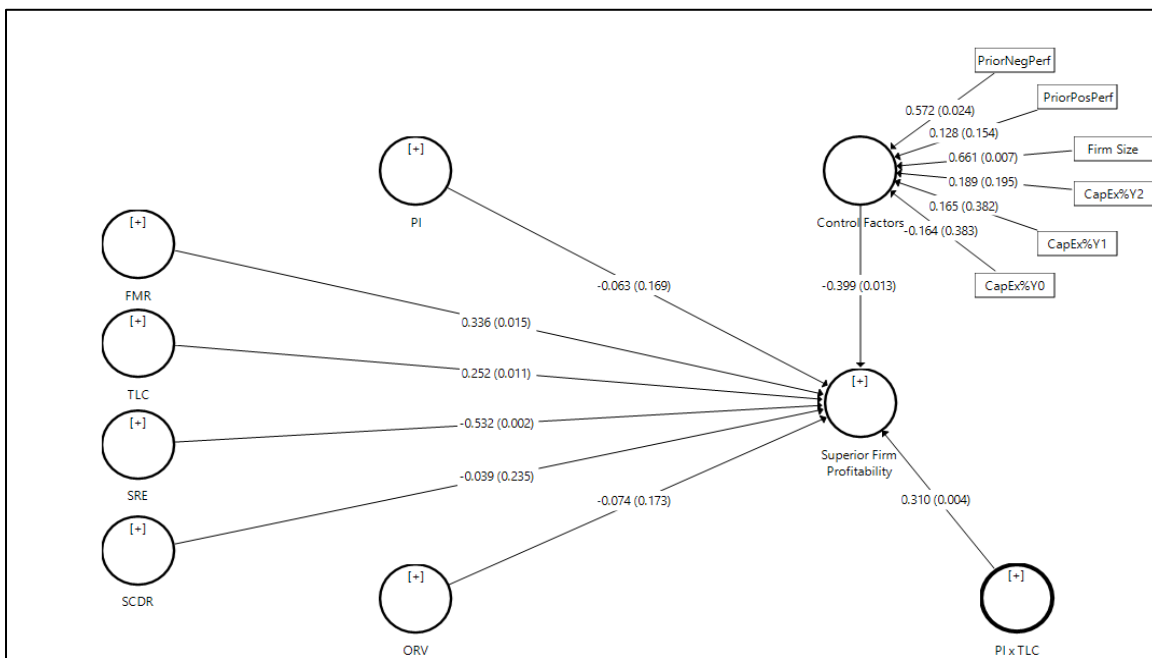 PriorNegPerf
PriorPosPerf
0.572 (0.024)
0.128 (0.154)
Firm Size
0.661 (0.007)
0.189 (0.195)
CapEx%Y2
0.165 (0.382)
Control Factors
-0.164 (0.383)
CapEx%Y1
CapEx%Y0
[+]
PI
[+]
FMR
-0.063 (0.169)
-0.399 (0.013)
0.336 (0.015)
[+]
TLC
0.252 (0.011)
[+]
Superior Firm
Profitability
-0.532 (0.002)
[+]
SRE
-0.039 (0.235)
-0.074 (0.173)
0.310 (0.004)
[+]
SCDR
[+]
ORV
[+]
PI x TLC